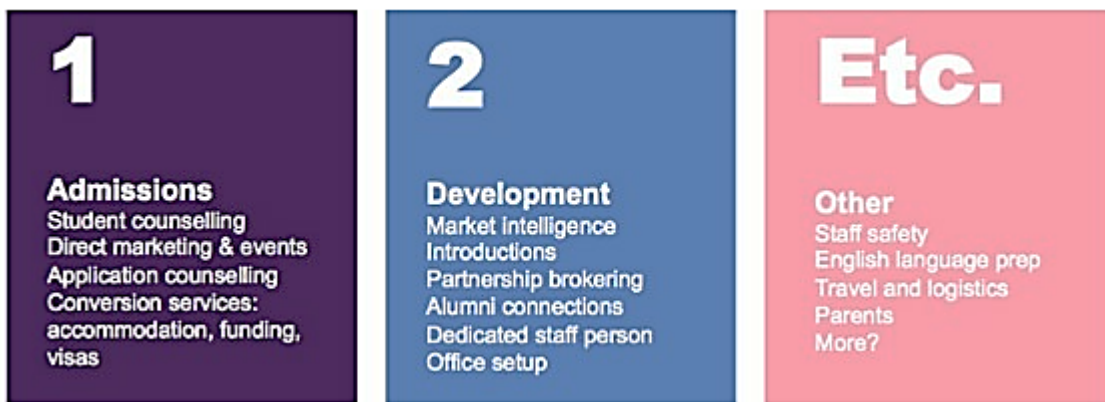 1
Admissions
Student counselling
Direct marketing & events
Application counselling
Conversion services:
accommodation, funding,
visas
2
Development
Market intelligence
Introductions
Partnership brokering
Alumni connections
Dedicated staff person
Office setup
Etc.
Other
Staff safety
English language prep
Travel and logistics
Parents
More?